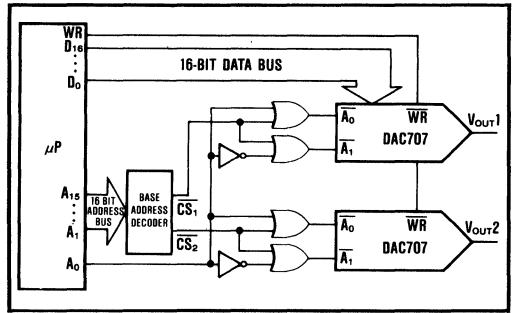 WR
D16
D0
16-BIT DATA BUS
μP
A0
A1
WR
DAC707
VOUT1
A15
A1
A0
16 BIT
ADDRESS
BUS
BASE
ADDRESS
DECODER
CS1
CS2
A0
A1
WR
DAC707
VOUT2